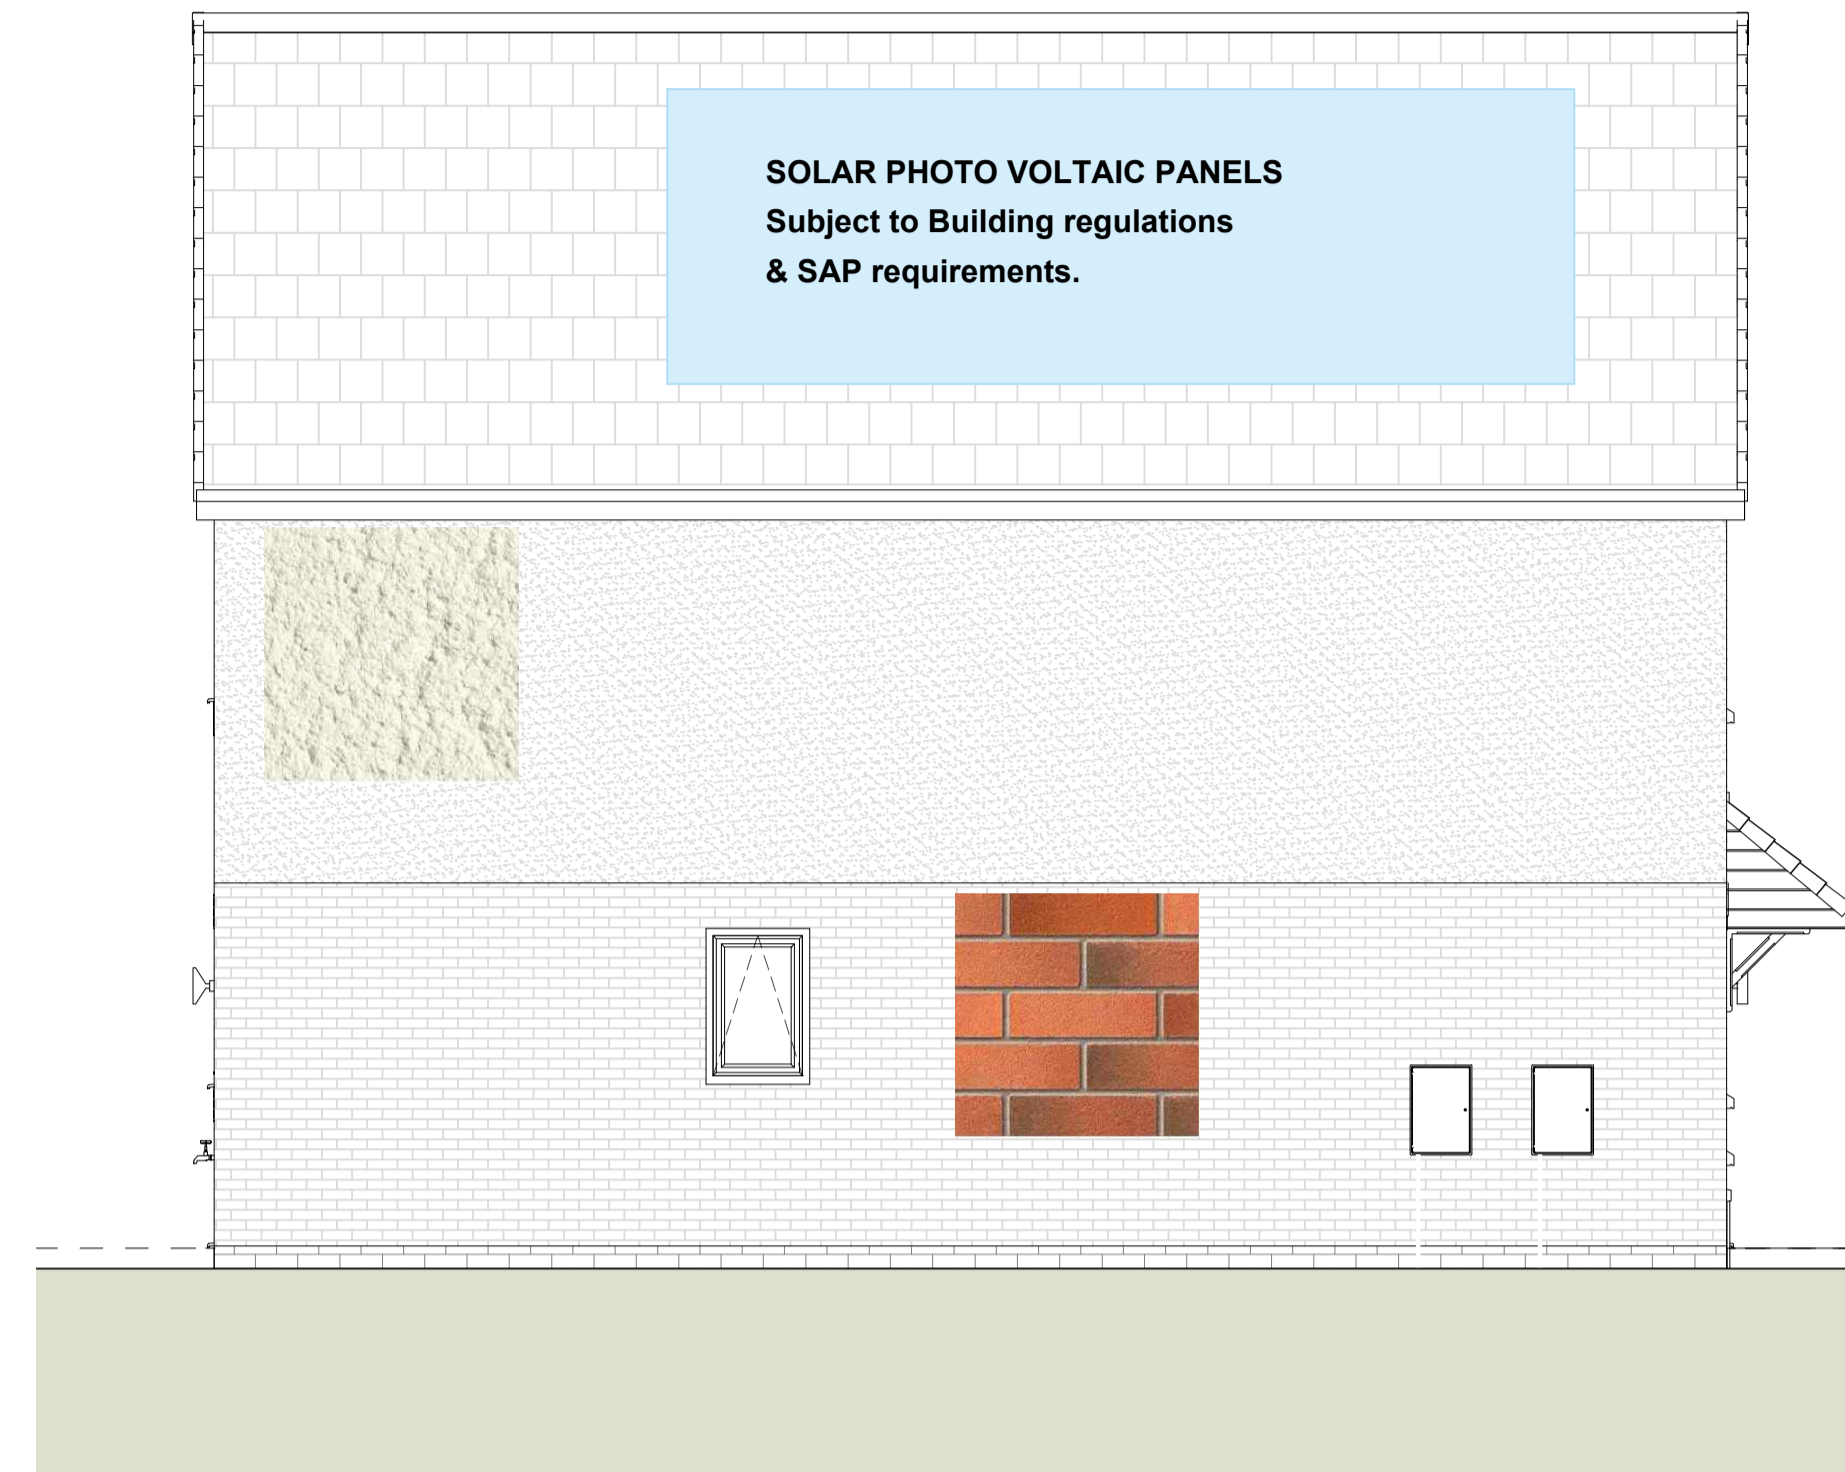 SOLAR PHOTO VOLTAIC PANELS
Subject to Building regulations
& SAP requirements.